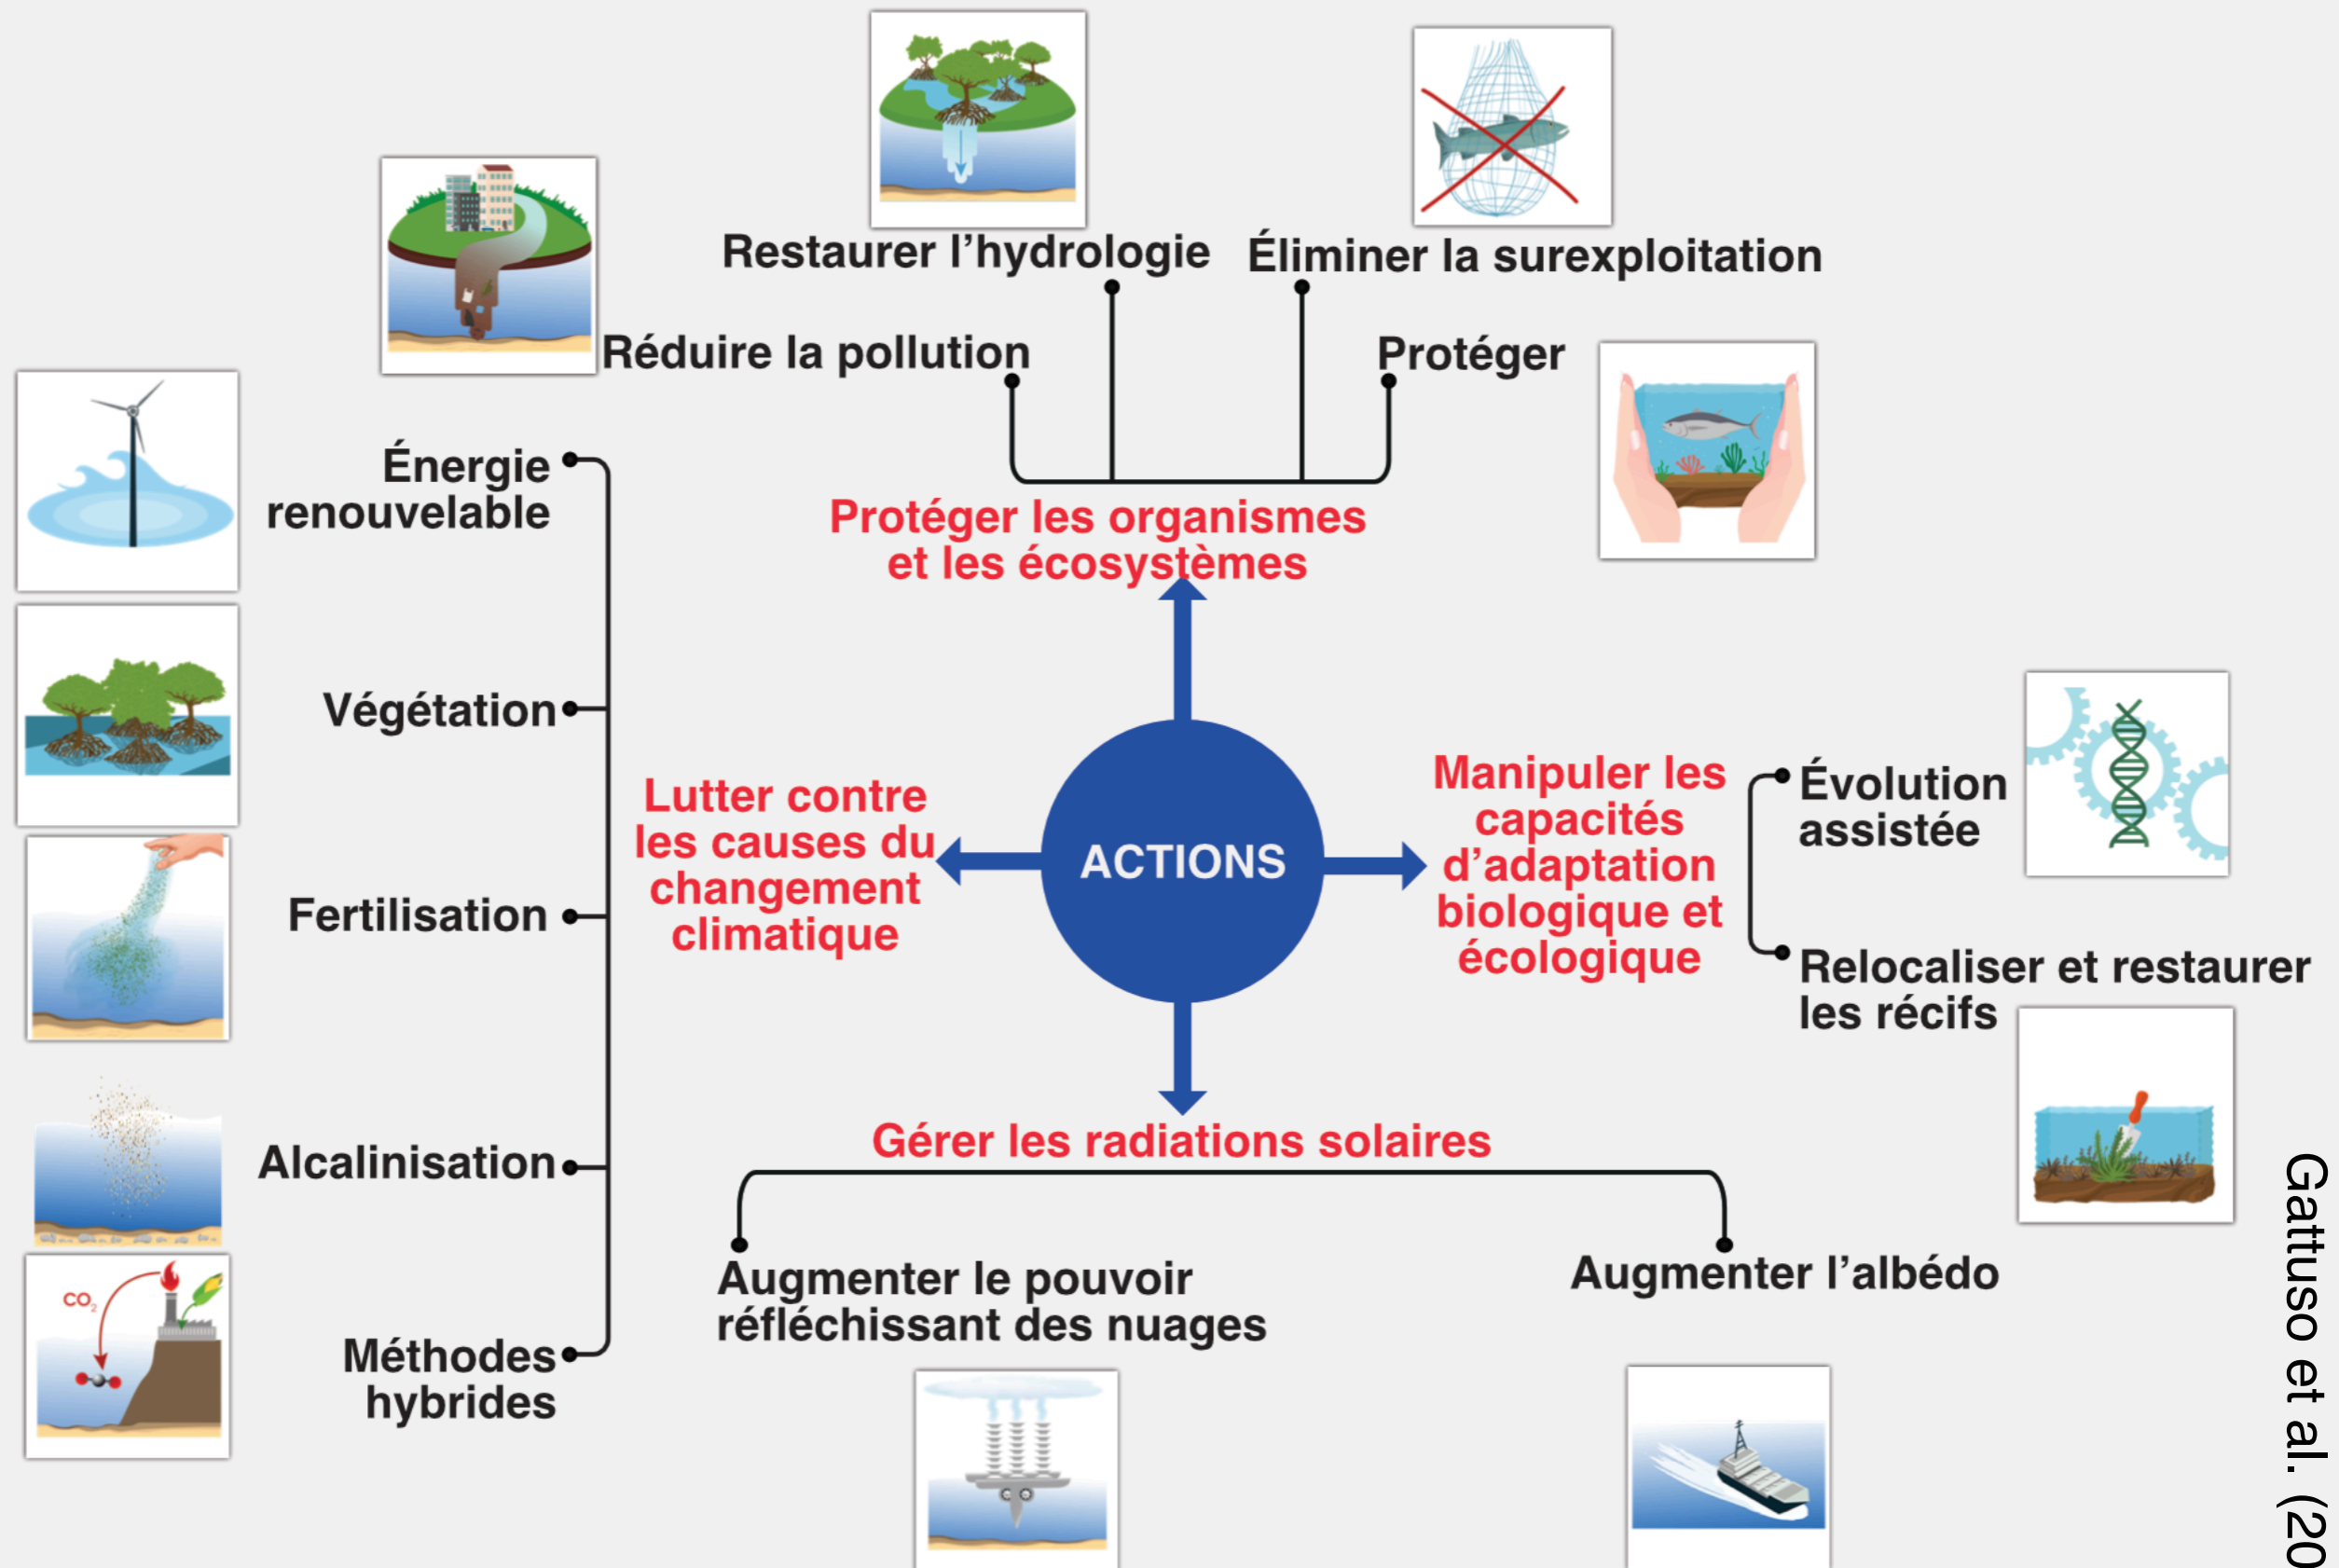 Restaurer l’hydrologie
Éliminer la surexploitation
Réduire la pollution
Protéger
Protéger les organismes
et les écosystèmes
Énergie
renouvelable
Végétation
Fertilisation
Alcalinisation
CO2
Méthodes
hybrides
Lutter contre
les causes du
changement
climatique
ACTIONS
Manipuler les
capacités
d’adaptation
biologique et
écologique
Évolution
assistée
Relocaliser et restaurer
les récifs
Gérer les radiations solaires
Augmenter le pouvoir
réfléchissant des nuages
Augmenter l’albédo
Gattuso et al. (20